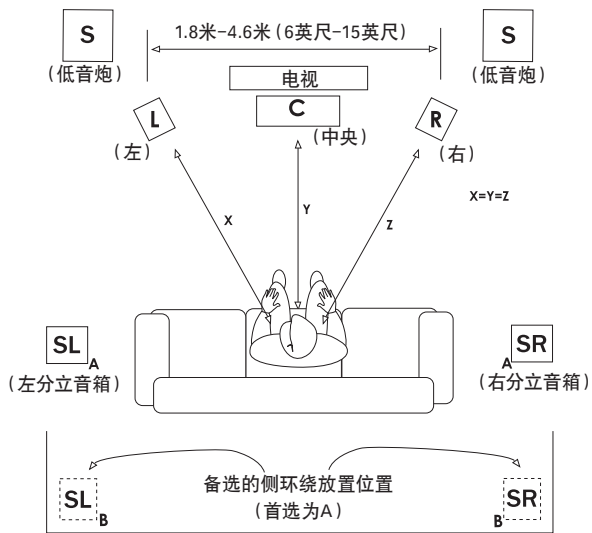 S
1.8米-4.6米（6英尺-15英尺）
S
（低音炮）
电视
（低音炮）
L
C
R
（左）
（中央）
（右）
X
Y
Z
X=Y=Z
SL
A
（左分立音箱）
A
SR
（右分立音箱）
SL
B
备选的侧环绕放置位置
（首选为A）
B
SR